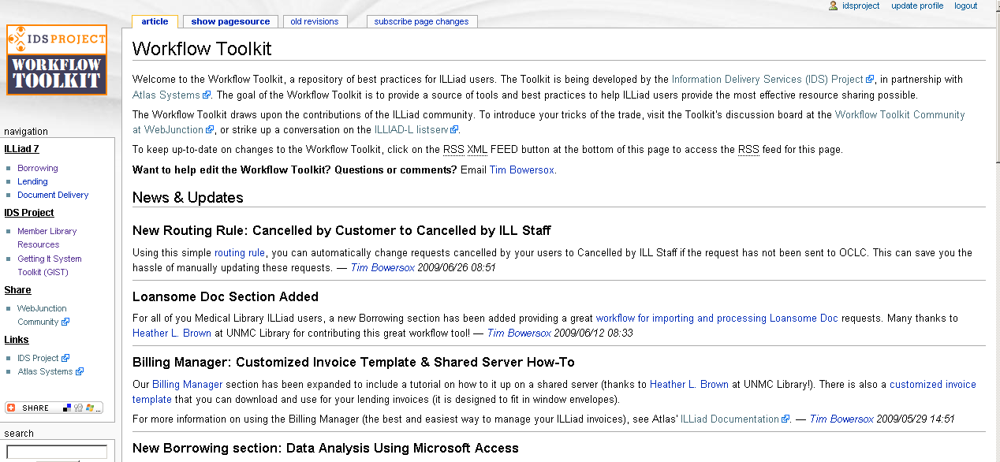 idsproject update profile logout
article show pagesource old revisions subscribe page changes
IDS PROJECT
WORKFLOW
TOOLKIT
navigation
ILLiad 7
Borrowing
Lending
Document Delivery
IDS Project
Member Library
Resources
Getting It System
Toolkit (GIST)
Share
WebJunction
Community
Links
IDS Project
Atlas Systems
SHARE
search
Workflow Toolkit
Welcome to the Workflow Toolkit, a repository of best practices for ILLiad users. The Toolkit is being developed by the Information Delivery Services (IDS) Project, in partnership with
Atlas Systems. The goal of the Workflow Toolkit is to provide a source of tools and best practices to help ILLiad users provide the most effective resource sharing possible.
The Workflow Toolkit draws upon the contributions of the ILLiad community. To introduce your tricks of the trade, visit the Toolkit's discussion board at the Workflow Toolkit Community
at WebJunction, or strike up a conversation on the ILLIAD-L listserv.
To keep up-to-date on changes to the Workflow Toolkit, click on the RSS XML FEED button at the bottom of this page to access the RSS feed for this page.
Want to help edit the Workflow Toolkit? Questions or comments? Email Tim Bowersox.
News & Updates
New Routing Rule: Cancelled by Customer to Cancelled by ILL Staff
Using this simple routing rule, you can automatically change requests cancelled by your users to Cancelled by ILL Staff if the request has not been sent to OCLC. This can save you the
hassle of manually updating these requests. — Tim Bowersox 2009/06/26 08:51
Loansome Doc Section Added
For all of you Medical Library ILLiad users, a new Borrowing section has been added providing a great workflow for importing and processing Loansome Doc requests. Many thanks to
Heather L. Brown at UNMC Library for contributing this great workflow tool! — Tim Bowersox 2009/06/12 08:33
Billing Manager: Customized Invoice Template & Shared Server How-To
Our Billing Manager section has been expanded to include a tutorial on how to it up on a shared server (thanks to Heather L. Brown at UNMC Library!). There is also a customized invoice
template that you can download and use for your lending invoices (it is designed to fit in window envelopes).
For more information on using the Billing Manager (the best and easiest way to manage your ILLiad invoices), see Atlas' ILLiad Documentation. — Tim Bowersox 2009/05/29 14:51
New Borrowing section: Data Analysis Using Microsoft Access